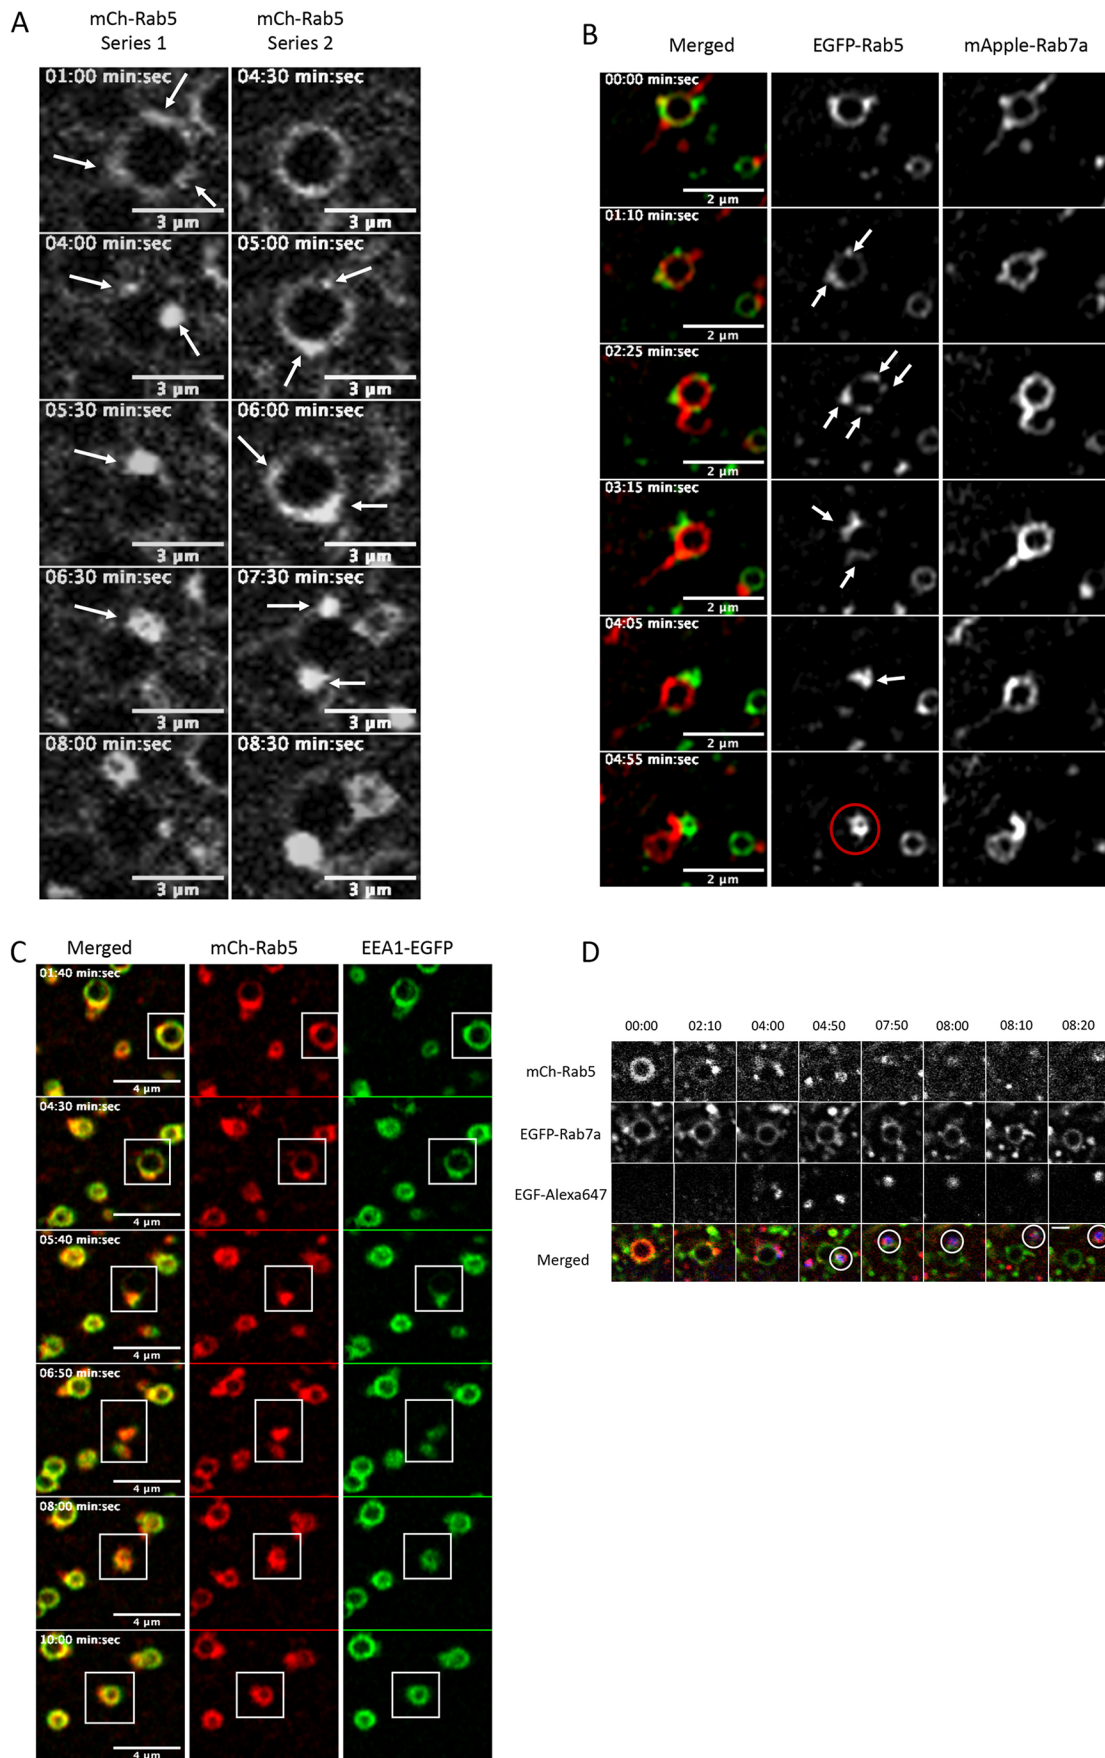 A
mCh-Rab5
Series 1
mCh-Rab5
Series 2
01:00 min:sec
3 µm
04:30 min:sec
3 µm
04:00 min:sec
3 µm
05:00 min:sec
3 µm
05:30 min:sec
3 µm
06:00 min:sec
3 µm
06:30 min:sec
3 µm
07:30 min:sec
3 µm
08:00 min:sec
3 µm
08:30 min:sec
3 µm
B
Merged
EGFP-Rab5
mApple-Rab7a
00:00 min:sec
2 µm
01:10 min:sec
2 µm
02:25 min:sec
2 µm
03:15 min:sec
2 µm
04:05 min:sec
2 µm
04:55 min:sec
2 µm
C
Merged
mCh-Rab5
EEA1-EGFP
01:40 min:sec
4 µm
04:30 min:sec
4 µm
05:40 min:sec
4 µm
06:50 min:sec
4 µm
08:00 min:sec
4 µm
10:00 min:sec
4 µm
D
00:00 02:10 04:00 04:50 07:50 08:00 08:10 08:20
mCh-Rab5
EGFP-Rab7a
EGF-Alexa647
Merged